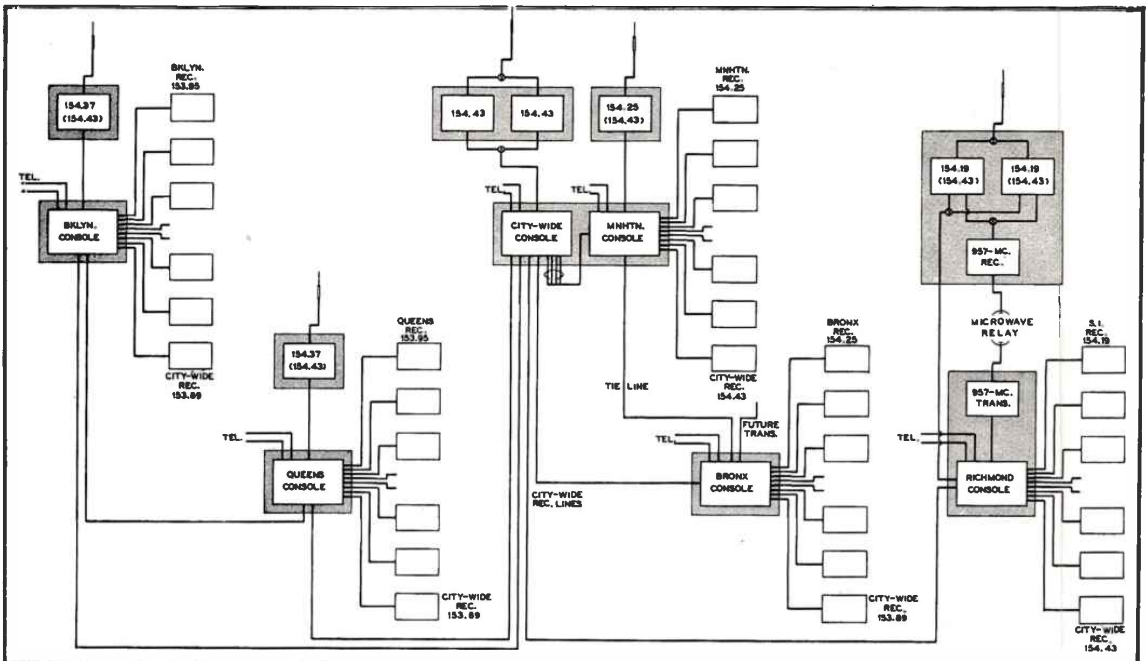 BKLYN.
REC.
153.95
154.37
(154.43)
TEL.
BKLYN.
CONSOLE
CITY-WIDE
REC.
153.89
QUEENS
REC.
153.95
154.37
(154.43)
TEL.
QUEENS
CONSOLE
CITY-WIDE
REC.
153.89
154.43
154.43
154.25
(154.43)
MNHTN.
REC.
154.25
TEL.
TEL.
CITY-WIDE
CONSOLE
MNHTN.
CONSOLE
CITY-WIDE
REC.
154.43
TIE LINE
FUTURE
TRANS.
CITY-WIDE
REC. LINES
BRONX
REC.
154.25
TEL.
BRONX
CONSOLE
CITY-WIDE
REC.
153.89
154.19
(154.43)
154.19
(154.43)
957-MC.
REC.
MICROWAVE
RELAY
S.I.
REC.
154.19
957-MC.
TRANS.
TEL.
RICHMOND
CONSOLE
CITY-WIDE
REC.
154.43